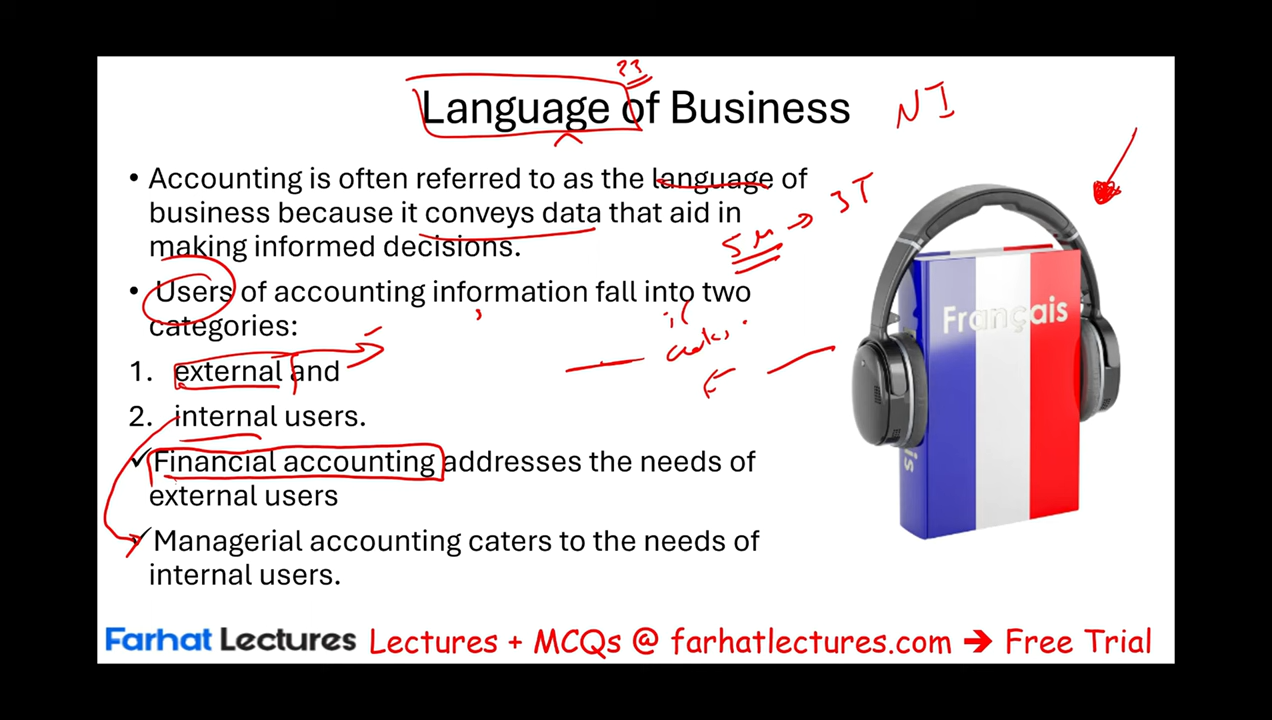 Language of Business
NI
• Accounting is often referred to as the language of
business because it conveys data that aid in
making informed decisions.
5M → 3T
• Users of accounting information fall into two
categories:
1. external and
2. internal users.
✓Financial accounting addresses the needs of
external users
✓Managerial accounting caters to the needs of
internal users.
Français
Farhat Lectures Lectures + MCQs @ farhatlectures.com → Free Trial